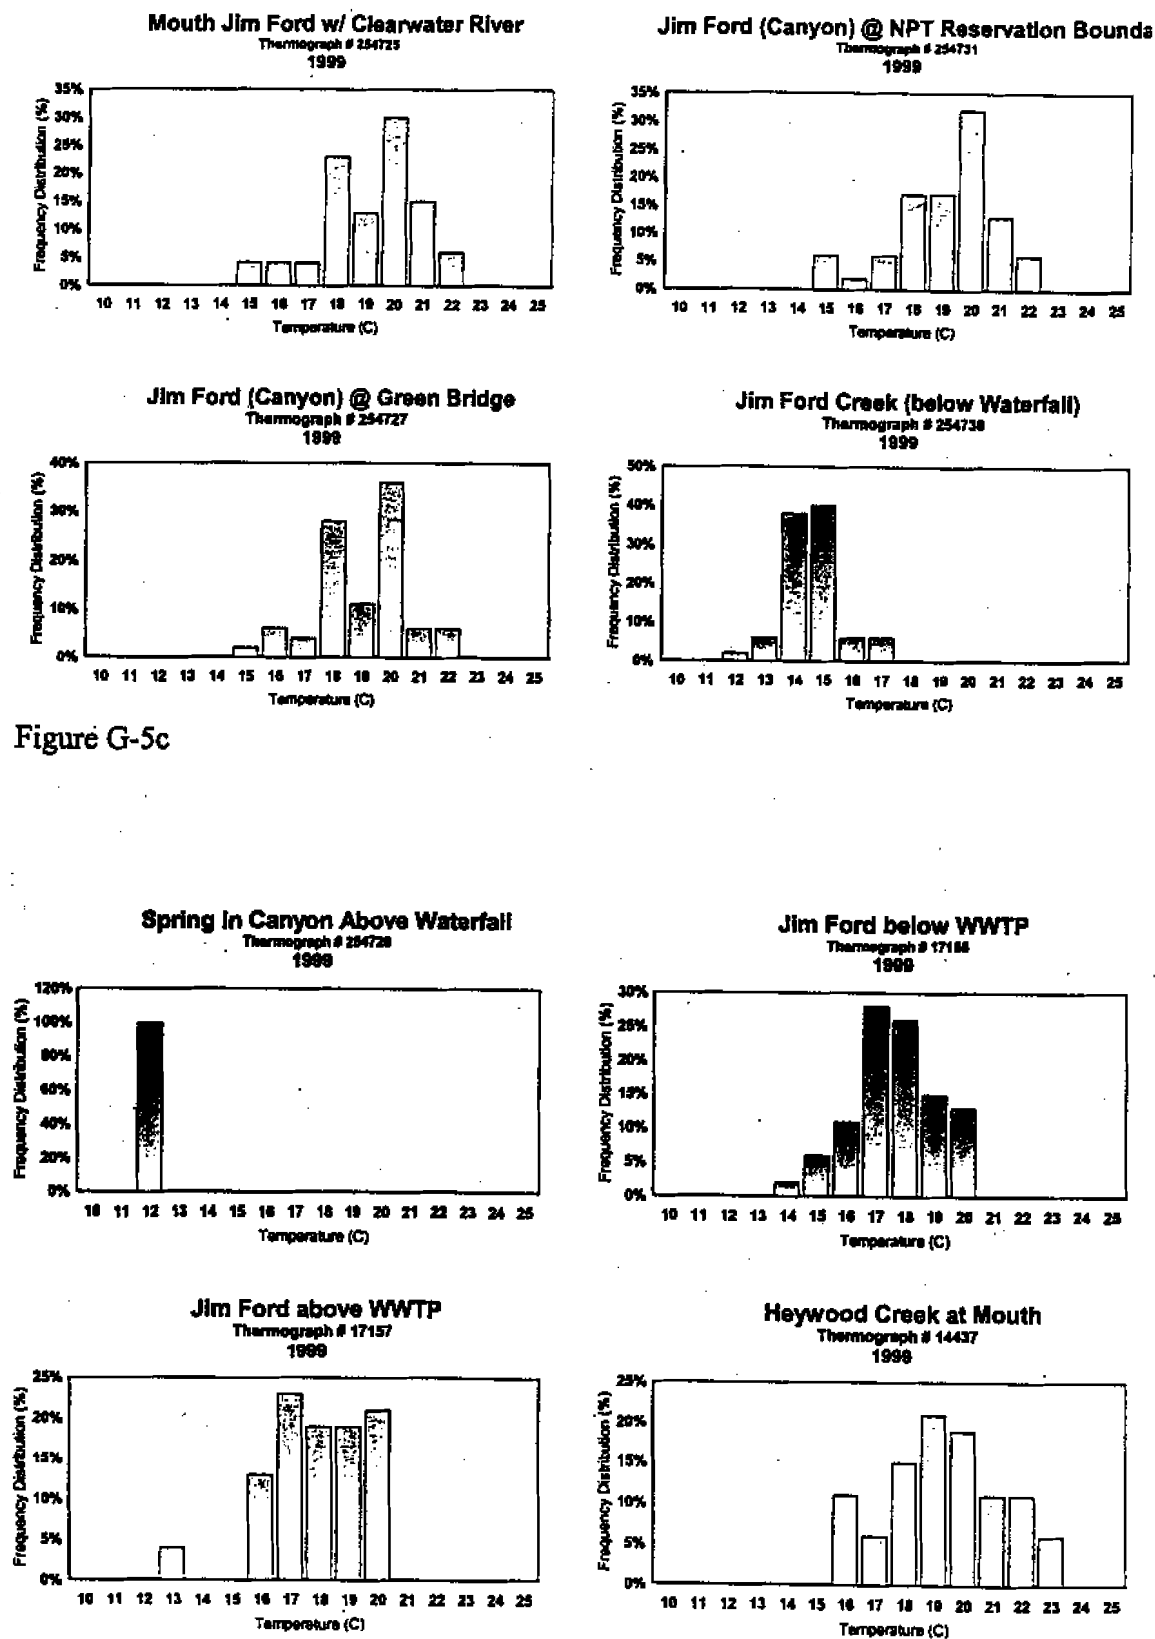 Mouth Jim Ford w/ Clearwater River
Thermograph # 254725
1999
Frequency Distribution (%)
35%
30%
25%
20%
15%
10%
5%
0%
10 11 12 13 14 15 16 17 18 19 20 21 22 23 24 25
Temperature (C)
Jim Ford (Canyon) @ NPT Reservation Bounda
Thermograph # 254731
1999
Frequency Distribution (%)
35%
30%
25%
20%
15%
10%
5%
0%
10 11 12 13 14 15 16 17 18 19 20 21 22 23 24 25
Temperature (C)
Jim Ford (Canyon) @ Green Bridge
Thermograph # 254727
1999
Frequency Distribution (%)
40%
30%
20%
10%
0%
10 11 12 13 14 15 16 17 18 19 20 21 22 23 24 25
Temperature (C)
Jim Ford Creek (below Waterfall)
Thermograph #
1999
Frequency Distribution (%)
50%
40%
30%
20%
10%
0%
10 11 12 13 14 15 16 17 18 19 20 21 22 23 24 25
Temperature (C)
Figure G-5c
Spring in Canyon Above Waterfall
Thermograph #
1999
Frequency Distribution (%)
120%
100%
80%
60%
40%
20%
0%
10 11 12 13 14 15 16 17 18 19 20 21 22 23 24 25
Temperature (C)
Jim Ford below WWTP
Thermograph #
1999
Frequency Distribution (%)
30%
25%
20%
15%
10%
5%
0%
10 11 12 13 14 15 16 17 18 19 20 21 22 23 24 25
Temperature (C)
Jim Ford above WWTP
Thermograph # 17157
1999
Frequency Distribution (%)
25%
20%
15%
10%
5%
0%
10 11 12 13 14 15 16 17 18 19 20 21 22 23 24 25
Temperature (C)
Heywood Creek at Mouth
Thermograph # 14437
Frequency Distribution (%)
25%
20%
15%
10%
5%
0%
10 11 12 13 14 15 16 17 18 19 20 21 22 23 24 25
Temperature (C)